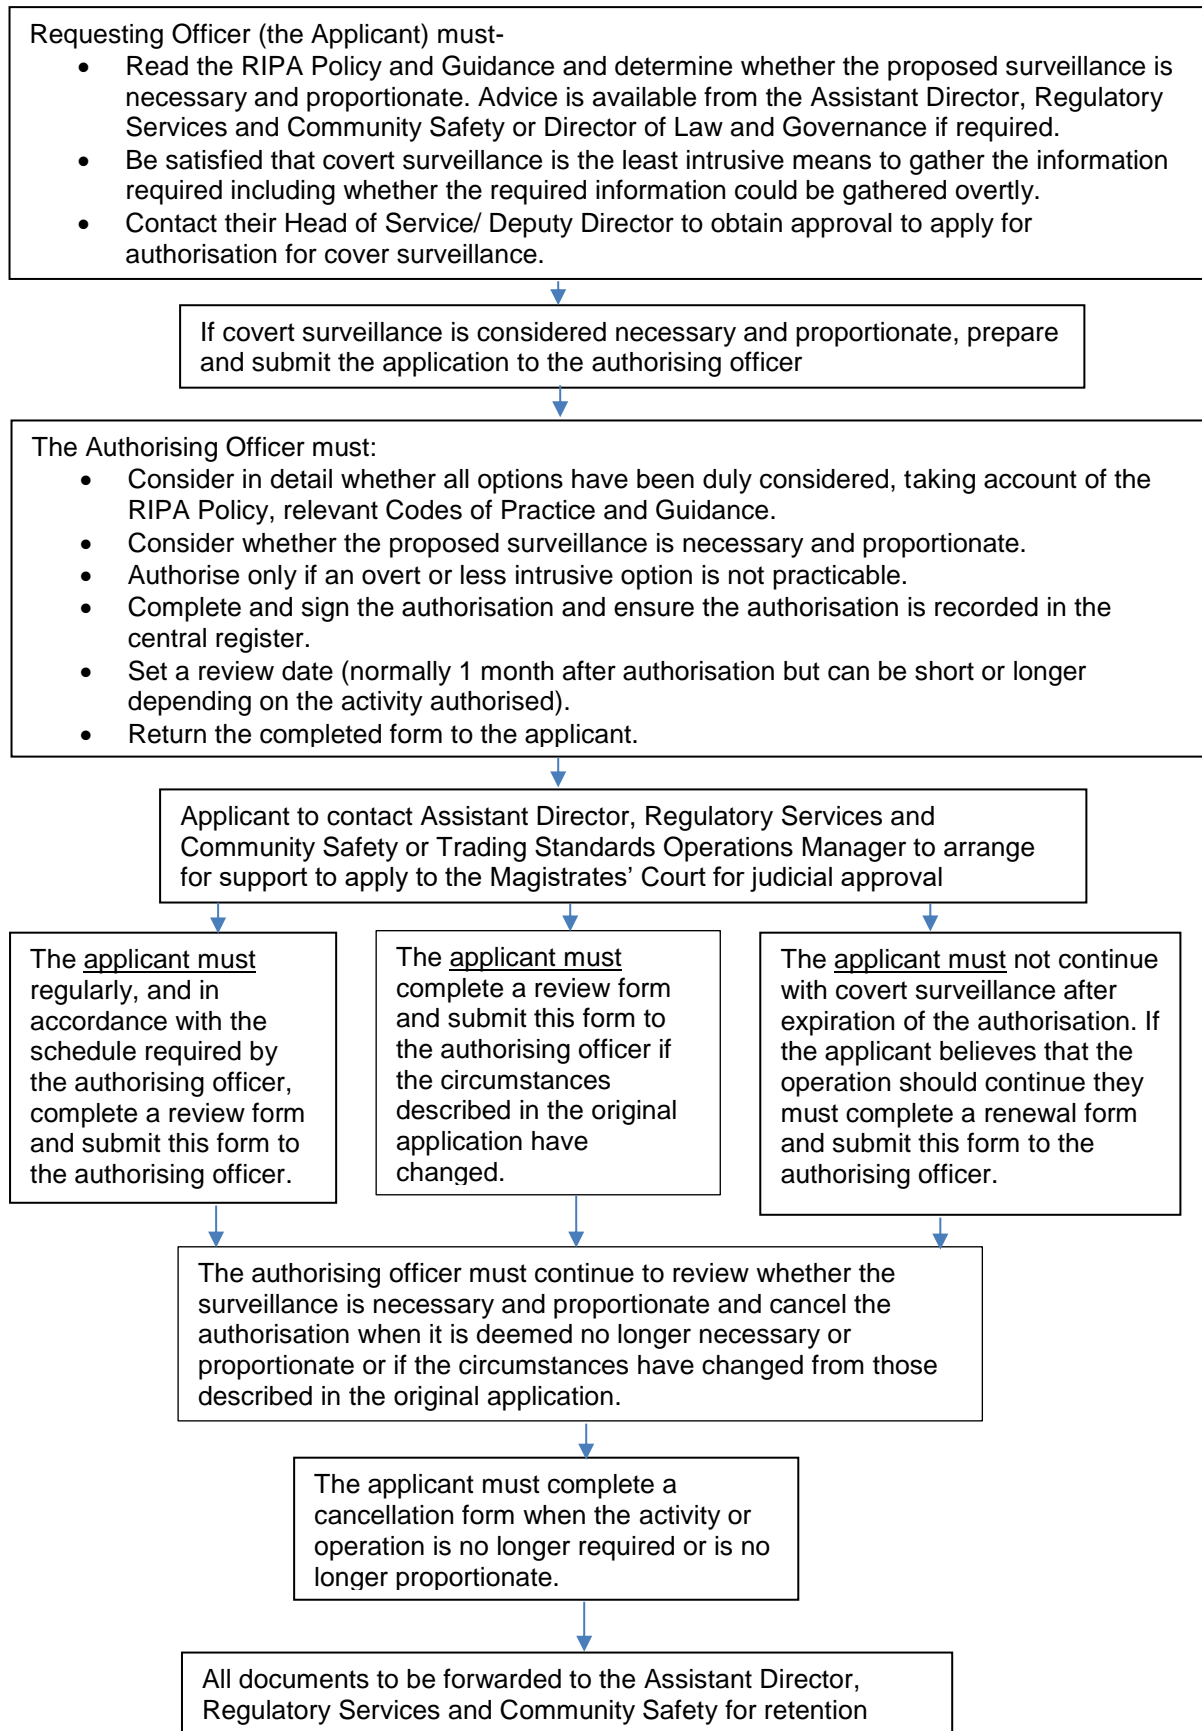 Requesting Officer (the Applicant) must-
• Read the RIPA Policy and Guidance and determine whether the proposed surveillance is
necessary and proportionate. Advice is available from the Assistant Director, Regulatory
Services and Community Safety or Director of Law and Governance if required.
• Be satisfied that covert surveillance is the least intrusive means to gather the information
required including whether the required information could be gathered overtly.
• Contact their Head of Service/ Deputy Director to obtain approval to apply for
authorisation for cover surveillance.
If covert surveillance is considered necessary and proportionate, prepare
and submit the application to the authorising officer
The Authorising Officer must:
• Consider in detail whether all options have been duly considered, taking account of the
RIPA Policy, relevant Codes of Practice and Guidance.
• Consider whether the proposed surveillance is necessary and proportionate.
• Authorise only if an overt or less intrusive option is not practicable.
• Complete and sign the authorisation and ensure the authorisation is recorded in the
central register.
• Set a review date (normally 1 month after authorisation but can be short or longer
depending on the activity authorised).
• Return the completed form to the applicant.
Applicant to contact Assistant Director, Regulatory Services and
Community Safety or Trading Standards Operations Manager to arrange
for support to apply to the Magistrates’ Court for judicial approval
The applicant must
regularly, and in
accordance with the
schedule required by
the authorising officer,
complete a review form
and submit this form to
the authorising officer.
The applicant must
complete a review form
and submit this form to
the authorising officer if
the circumstances
described in the original
application have
changed.
The applicant must not continue
with covert surveillance after
expiration of the authorisation. If
the applicant believes that the
operation should continue they
must complete a renewal form
and submit this form to the
authorising officer.
The authorising officer must continue to review whether the
surveillance is necessary and proportionate and cancel the
authorisation when it is deemed no longer necessary or
proportionate or if the circumstances have changed from those
described in the original application.
The applicant must complete a
cancellation form when the activity or
operation is no longer required or is no
longer proportionate.
All documents to be forwarded to the Assistant Director,
Regulatory Services and Community Safety for retention